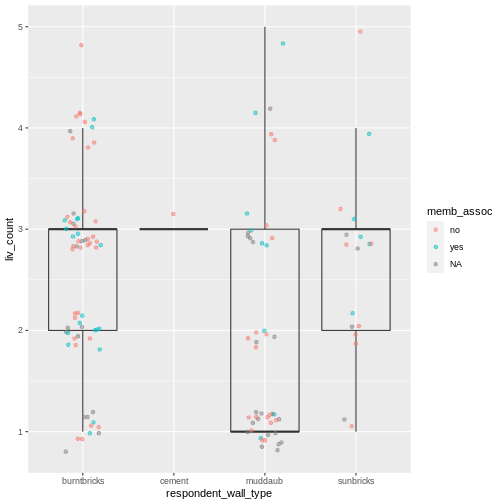 5
4
3
2
1
liv_count
burntbricks cement muddaub sunbricks
respondent_wall_type
memb_assoc
no
yes
NA